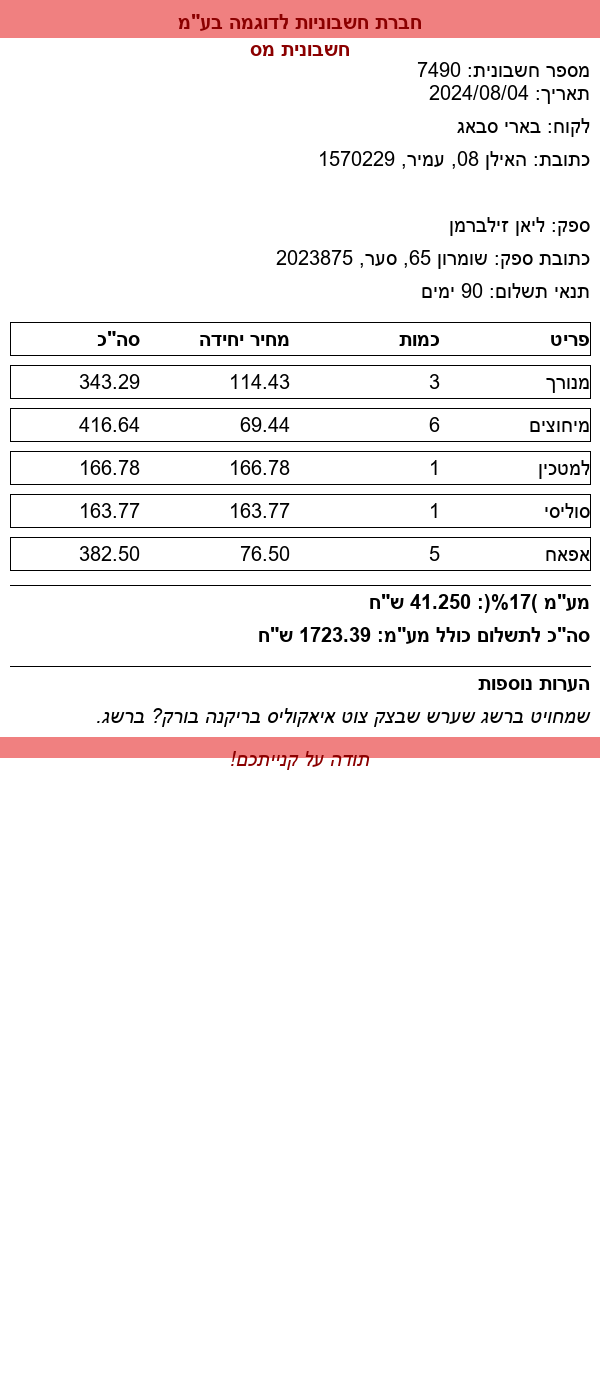 חברת חשבוניות לדוגמה בע"מ
חשבונית מס
מספר חשבונית: 7490
תאריך: 2024/08/04
לקוח: בארי סבאג
כתובת: האילן 08, עמיר, 1570229
ספק: ליאן זילברמן
כתובת ספק: שומרון 65, סער, 2023875
תנאי תשלום: 90 ימים
פריט כמות מחיר יחידה סה"כ
מנורך 3 114.43 343.29
מיחוצים 6 69.44 416.64
למטכין 1 166.78 166.78
סוליסי 1 163.77 163.77
אפאח 5 76.50 382.50
מע"מ )17%(: 41.250 ש"ח
סה"כ לתשלום כולל מע"מ: 1723.39 ש"ח
הערות נוספות
שמחויט ברשג שערש שבצק צוט איאקוליס בריקנה בורק? ברשג.
תודה על קנייתכם!